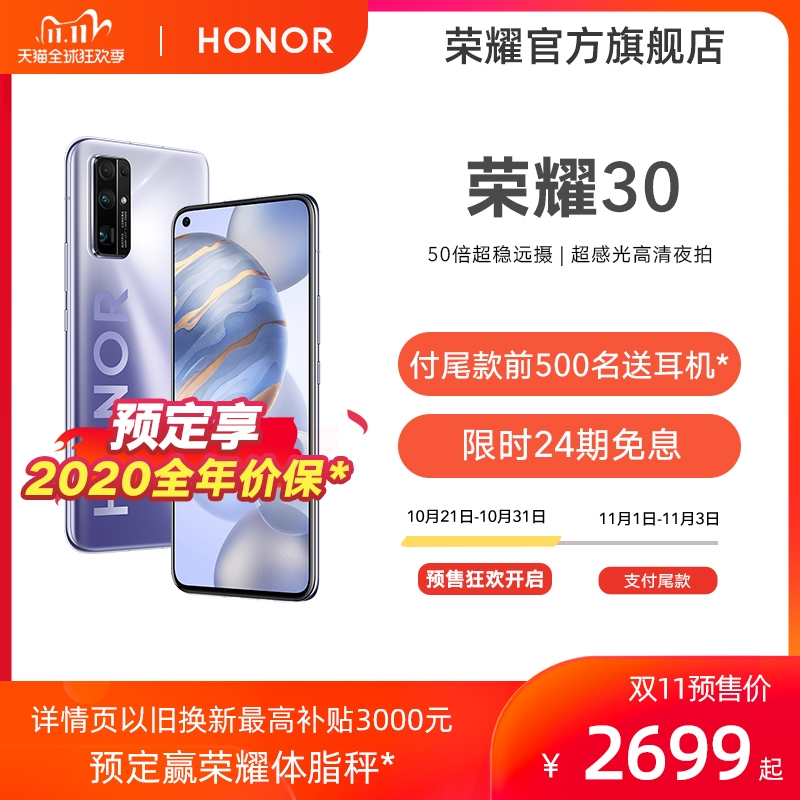 11.11
天猫全球狂欢季
HONOR
荣耀官方旗舰店
荣耀30
50倍超稳远摄 | 超感光高清夜拍
付尾款前500名送耳机*
限时24期免息
10月21日-10月31日
11月1日-11月3日
预售狂欢开启
支付尾款
HONOR
预定享
2020全年价保*
详情页以旧换新最高补贴3000元
预定赢荣耀体脂秤*
双11预售价
¥ 2699起